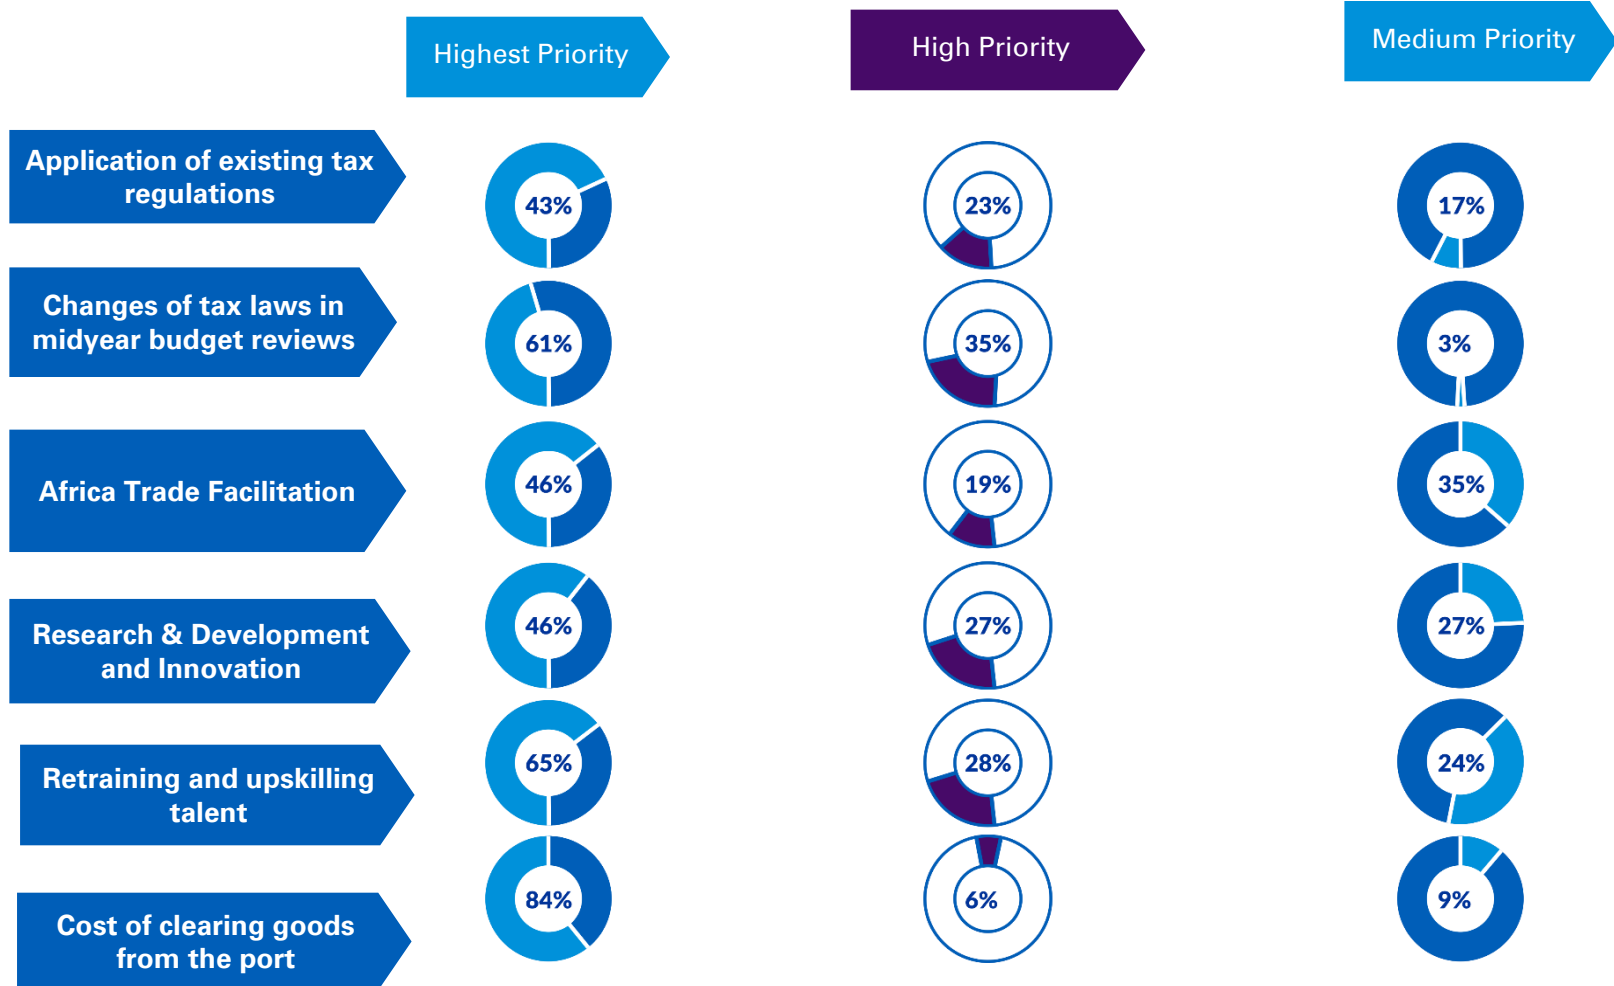 Highest Priority
High Priority
Medium Priority
Application of existing tax
regulations
43%
23%
17%
Changes of tax laws in
midyear budget reviews
61%
35%
3%
Africa Trade Facilitation
46%
19%
35%
Research & Development
and Innovation
46%
27%
27%
Retraining and upskilling
talent
65%
28%
24%
Cost of clearing goods
from the port
84%
6%
9%